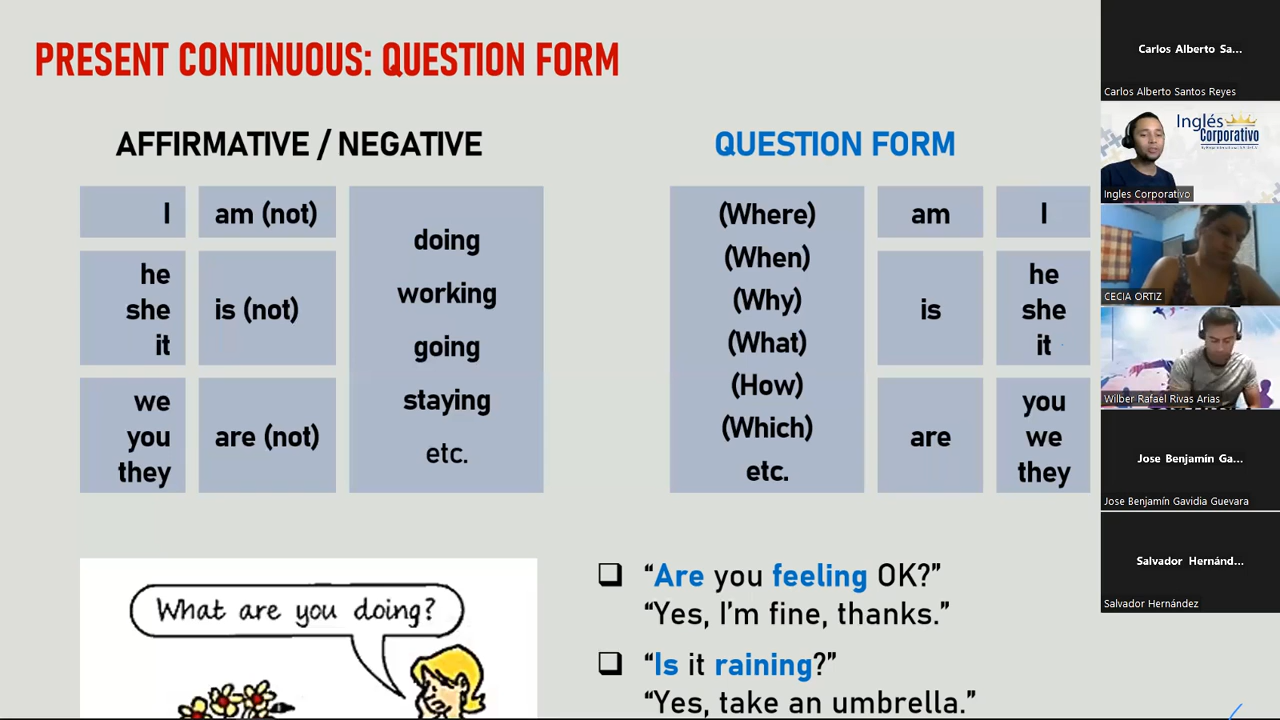 PRESENT CONTINUOUS: QUESTION FORM
AFFIRMATIVE / NEGATIVE
I
am (not)
he
she
it
is (not)
we
you
they
are (not)
doing
working
going
staying
etc.
QUESTION FORM
(Where)
(When)
(Why)
(What)
(How)
(Which)
etc.
am
is
are
I
he
she
it
you
we
they
What are you doing?
“Are you feeling OK?”
“Yes, I’m fine, thanks.”
“Is it raining?”
“Yes, take an umbrella.”
Carlos Alberto Sa...
Carlos Alberto Santos Reyes
Inglés
Corporativo
Ingles Corporativo
CECIA ORTIZ
Wilber Rafael Rivas Arias
Jose Benjamín Ga...
Jose Benjamín Gavidia Guevara
Salvador Hernánd...
Salvador Hernández